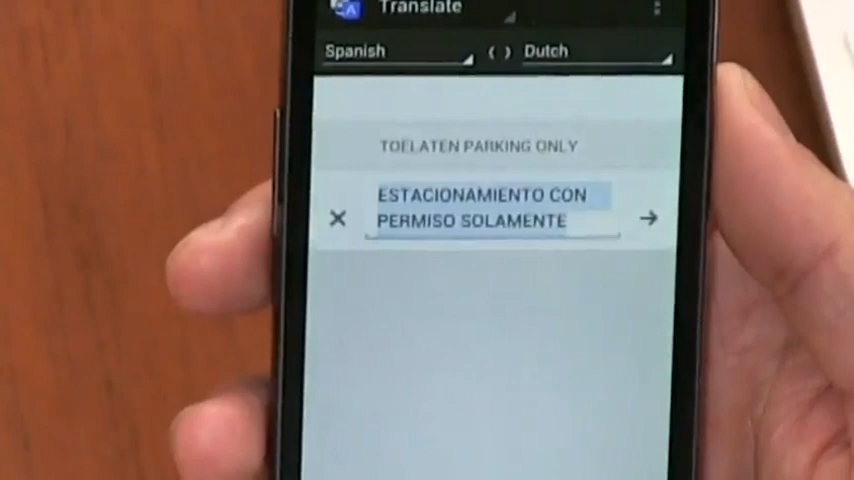 Translate
Spanish Dutch
TOELATEN PARKING ONLY
ESTACIONAMIENTO CON
PERMISO SOLAMENTE